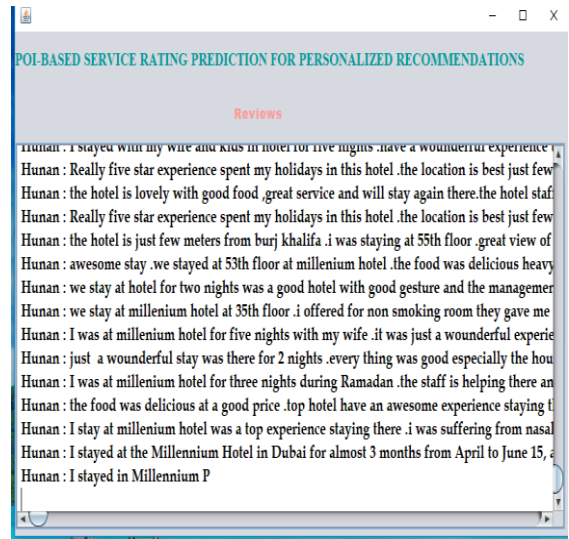 POI-BASED SERVICE RATING PREDICTION FOR PERSONALIZED RECOMMENDATIONS
Reviews
Hunan : I stayed with my wife and kids in hotel for five nights .have a wounderful experience
Hunan : Really five star experience spent my holidays in this hotel .the location is best just few
Hunan : the hotel is lovely with good food ,great service and will stay again there.the hotel staf
Hunan : Really five star experience spent my holidays in this hotel .the location is best just few
Hunan : the hotel is just few meters from burj khalifa .i was staying at 55th floor .great view of
Hunan : awesome stay .we stayed at 53th floor at millenium hotel .the food was delicious heavy
Hunan : we stay at hotel for two nights was a good hotel with good gesture and the managemer
Hunan : we stay at millenium hotel at 35th floor .i offered for non smoking room they gave me
Hunan : I was at millenium hotel for five nights with my wife .it was just a wounderful experie
Hunan : just a wounderful stay was there for 2 nights .every thing was good especially the hou
Hunan : I was at millenium hotel for three nights during Ramadan .the staff is helping there an
Hunan : the food was delicious at a good price .top hotel have an awesome experience staying t
Hunan : I stay at millenium hotel was a top experience staying there .i was suffering from nasal
Hunan : I stayed at the Millennium Hotel in Dubai for almost 3 months from April to June 15, a
Hunan : I stayed in Millennium P